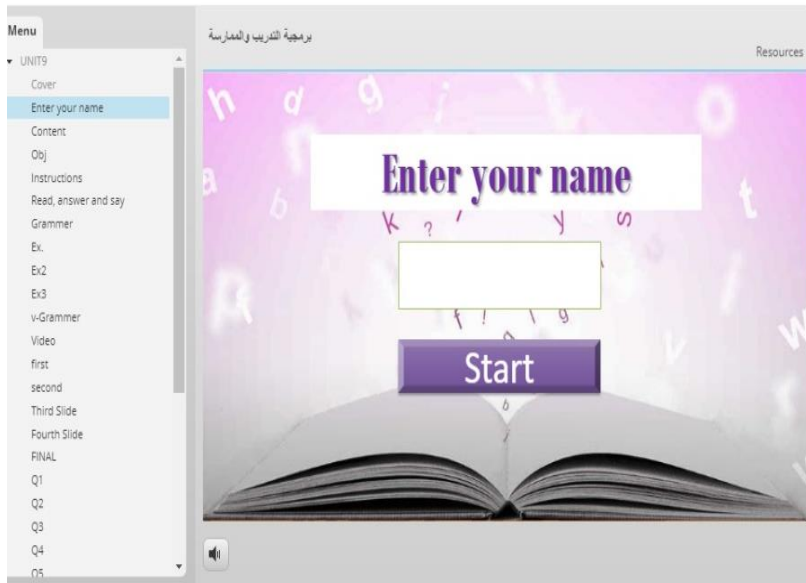 Menu
برمجية التدريب والممارسة
Resources
UNIT9
Cover
Enter your name
Content
Obj
Instructions
Read, answer and say
Grammer
Ex.
Ex2
Ex3
v-Grammer
Video
first
second
Third Slide
Fourth Slide
FINAL
Q1
Q2
Q3
Q4
Q5
Enter your name
Start